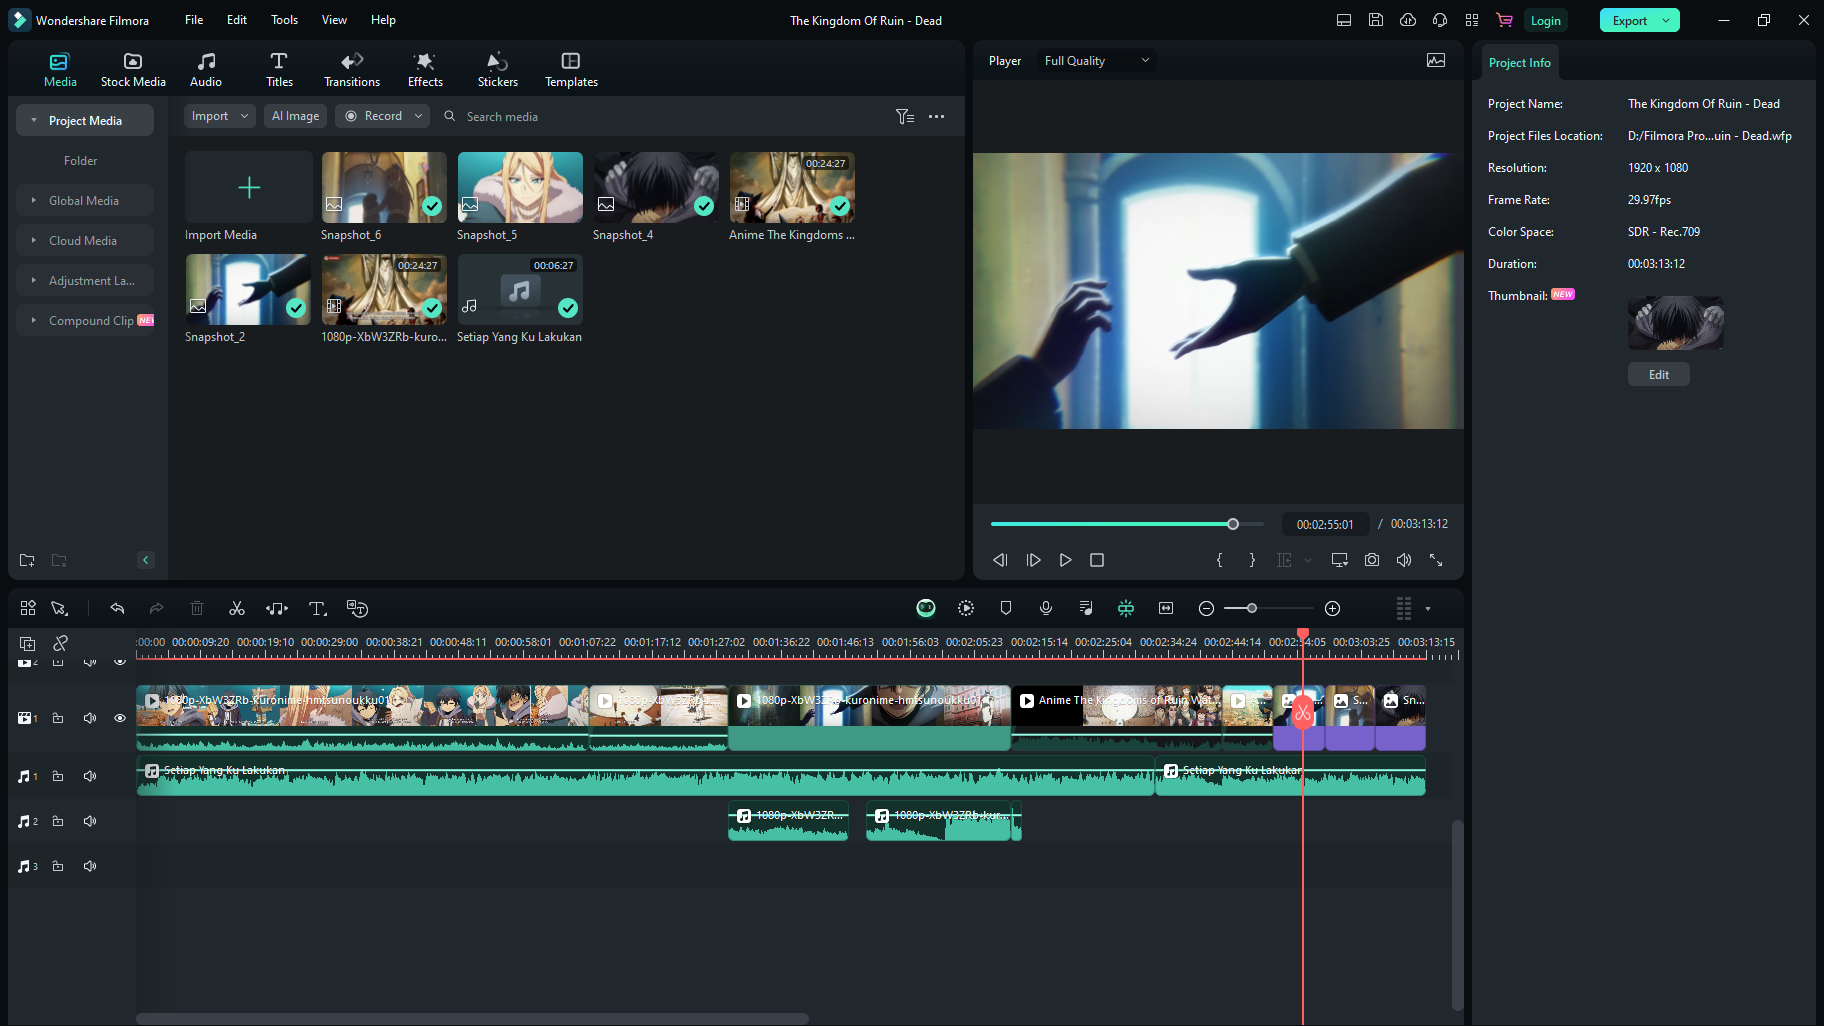 Wondershare Filmora
File
Edit
Tools
View
Help
The Kingdom Of Ruin - Dead
Login
Export
Media
Stock Media
Audio
Titles
Transitions
Effects
Stickers
Templates
Player
Full Quality
Project Info
Project Media
Folder
Global Media
Cloud Media
Adjustment La...
Compound Clip
Import
AI Image
Record
Search media
Import Media
Snapshot_6
Snapshot_5
Snapshot_4
00:24:27
Anime The Kingdoms ...
Snapshot_2
00:24:27
1080p-XbW3ZRb-kuro...
00:06:27
Setiap Yang Ku Lakukan
Project Name: The Kingdom Of Ruin - Dead
Project Files Location: D:/Filmora Pro...uin - Dead.wfp
Resolution: 1920 x 1080
Frame Rate: 29.97fps
Color Space: SDR - Rec.709
Duration: 00:03:13:12
Thumbnail: NEW
Edit
00:02:55:01 / 00:03:13:12
:00:00 00:00:09:20 00:00:19:10 00:00:29:00 00:00:38:21 00:00:48:11 00:00:58:01 00:01:07:22 00:01:17:12 00:01:27:02 00:01:36:22 00:01:46:13 00:01:56:03 00:02:05:23 00:02:15:14 00:02:25:04 00:02:34:24 00:02:44:14 00:02:54:05 00:03:03:25 00:03:13:15
2
1
1080p-XbW3ZRb-kuronime-hmtsunoukku01
1080p-XbW3ZRb-k...
1080p-XbW3ZRb-kuronime-hmtsunoukku01
Anime The Kingdoms of Ruin Wat...
A...
S...
Sn...
1
Setiap Yang Ku Lakukan
Setiap Yang Ku Lakukan
2
1080p-XbW3ZR...
1080p-XbW3ZRb-kur...
3